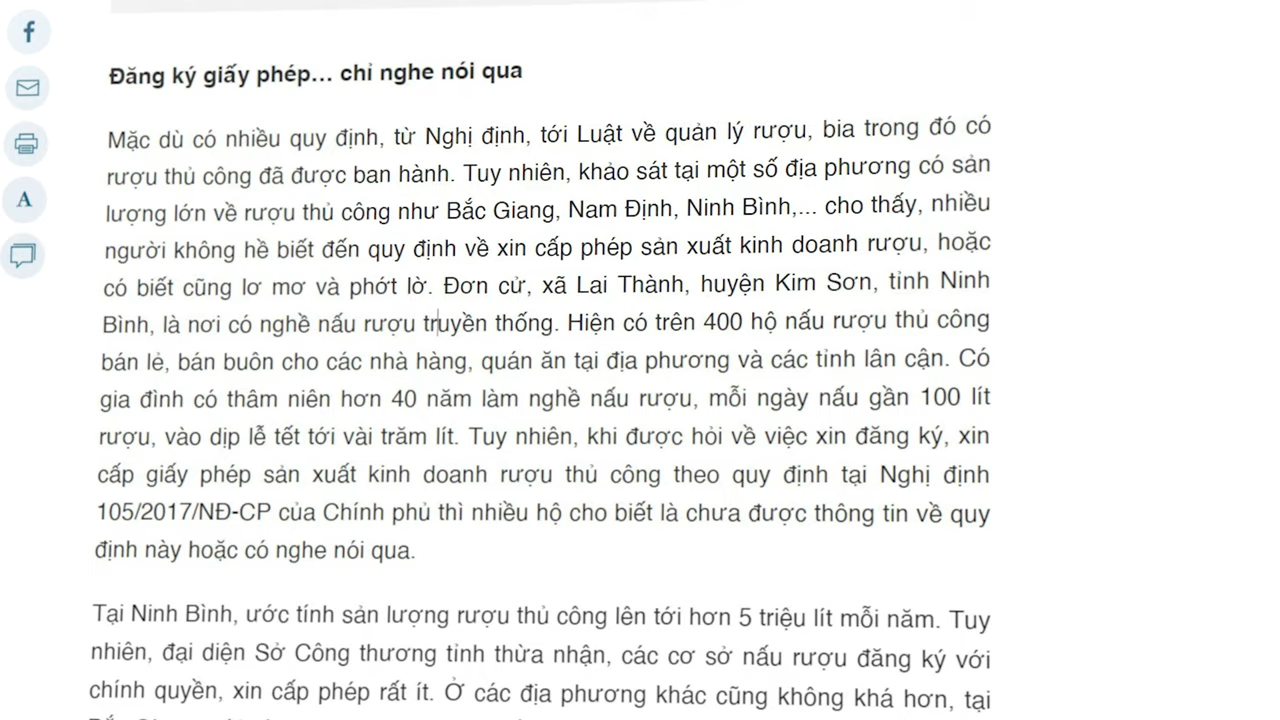 Đăng ký giấy phép... chỉ nghe nói qua
Mặc dù có nhiều quy định, từ Nghị định, tới Luật về quản lý rượu, bia trong đó có
rượu thủ công đã được ban hành. Tuy nhiên, khảo sát tại một số địa phương có sản
lượng lớn về rượu thủ công như Bắc Giang, Nam Định, Ninh Bình,... cho thấy, nhiều
người không hề biết đến quy định về xin cấp phép sản xuất kinh doanh rượu, hoặc
có biết cũng lơ mơ và phớt lờ. Đơn cử, xã Lai Thành, huyện Kim Sơn, tỉnh Ninh
Bình, là nơi có nghề nấu rượu truyền thống. Hiện có trên 400 hộ nấu rượu thủ công
bán lẻ, bán buôn cho các nhà hàng, quán ăn tại địa phương và các tỉnh lân cận. Có
gia đình có thâm niên hơn 40 năm làm nghề nấu rượu, mỗi ngày nấu gần 100 lít
rượu, vào dịp lễ tết tới vài trăm lít. Tuy nhiên, khi được hỏi về việc xin đăng ký, xin
cấp giấy phép sản xuất kinh doanh rượu thủ công theo quy định tại Nghị định
105/2017/NĐ-CP của Chính phủ thì nhiều hộ cho biết là chưa được thông tin về quy
định này hoặc có nghe nói qua.
Tại Ninh Bình, ước tính sản lượng rượu thủ công lên tới hơn 5 triệu lít mỗi năm. Tuy
nhiên, đại diện Sở Công thương tỉnh thừa nhận, các cơ sở nấu rượu đăng ký với
chính quyền, xin cấp phép rất ít. Ở các địa phương khác cũng không khá hơn, tại